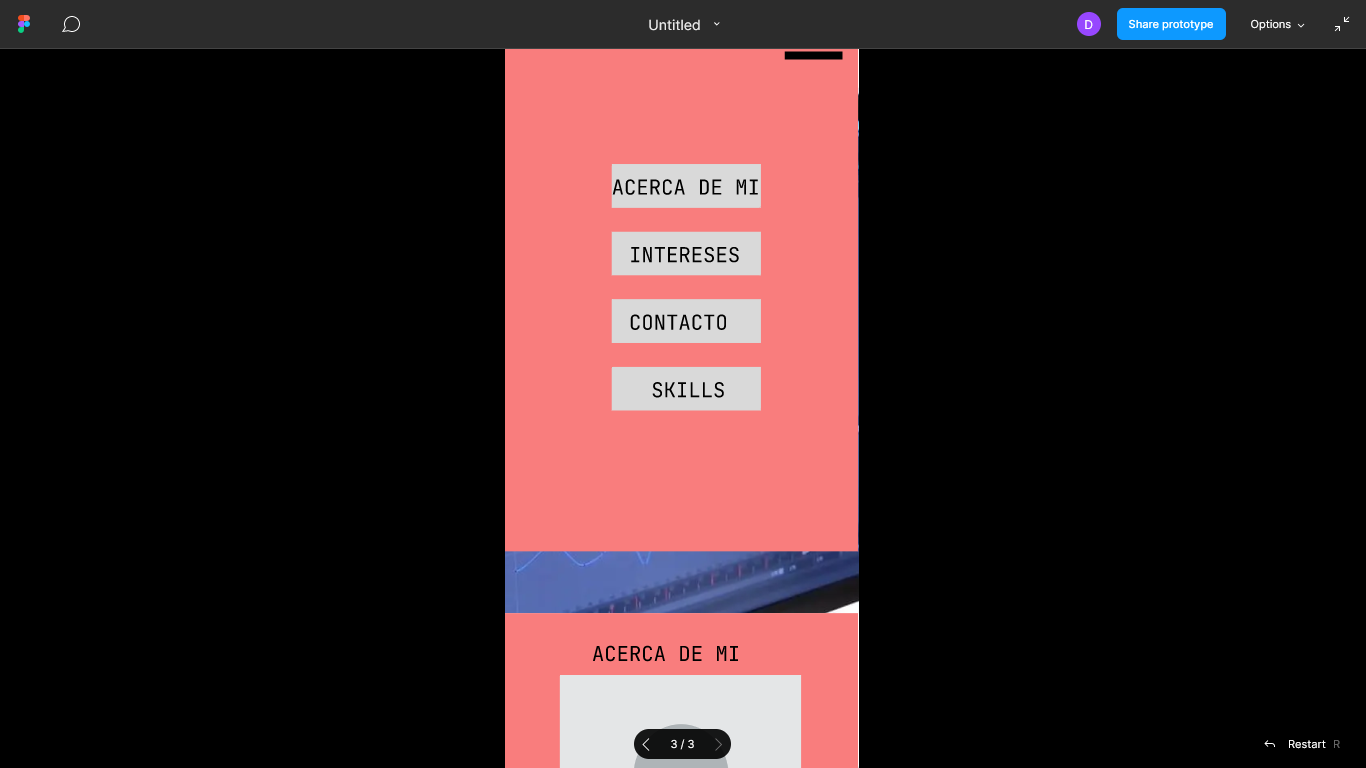 Untitled
D
Share prototype
Options
ACERCA DE MI
INTERESES
CONTACTO
SKILLS
ACERCA DE MI
3 / 3
Restart R